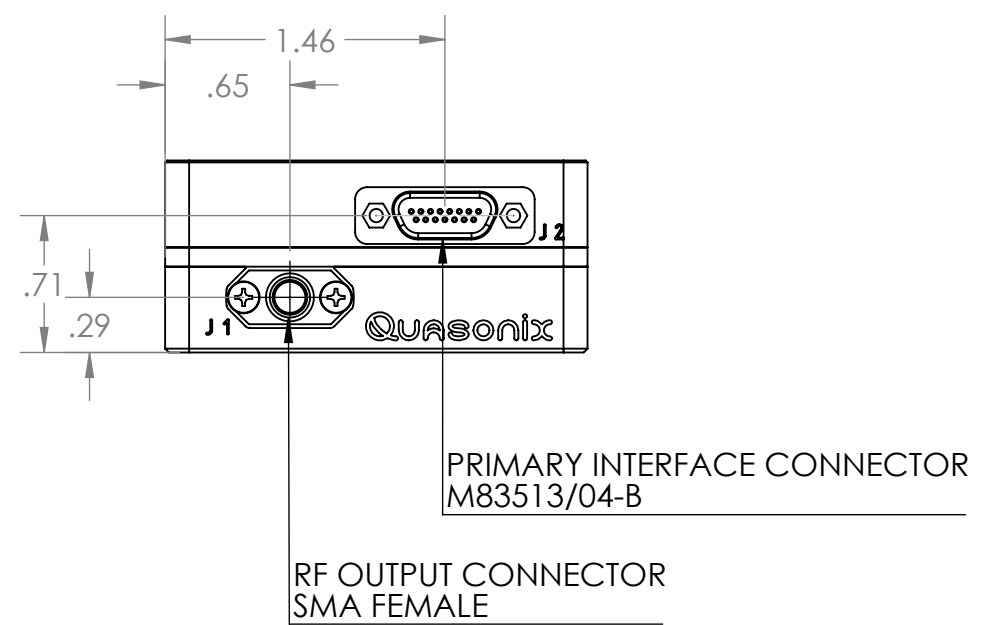 1.46
.65
J2
.71
.29
J1
Quasonix
PRIMARY INTERFACE CONNECTOR
M83513/04-B
RF OUTPUT CONNECTOR
SMA FEMALE